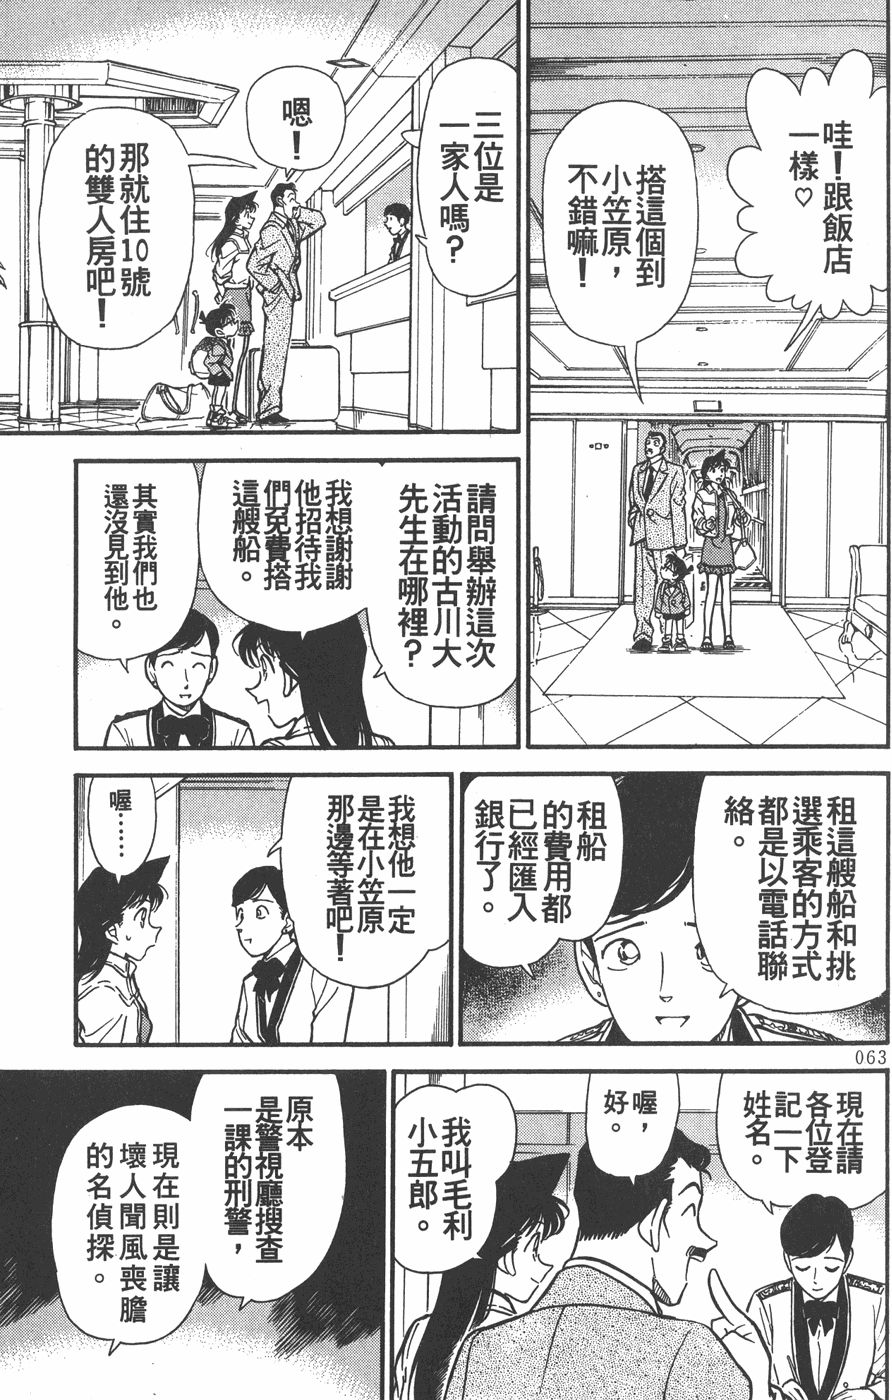 哇！跟飯店
一樣♡
搭這個到
小笠原，
不錯嘛！
三位是
一家人嗎？
嗯！
那就住10號
的雙人房吧！
請問舉辦這次
活動的古川大
先生在哪裡？
我想謝謝
他招待我
們免費搭
這艘船。
其實我們也
還沒見到他。
租這艘船和挑
選乘客的方式
都是以電話聯
絡。
租船
的費用都
已經匯入
銀行了。
我想他一定
是在小笠原
那邊等著吧！
喔……
063
現在請
各位登
記一下
姓名。
喔，
好。
我叫毛利
小五郎。
原本
是警視廳搜查
一課的刑警，
現在則是讓
壞人聞風喪膽
的名偵探。